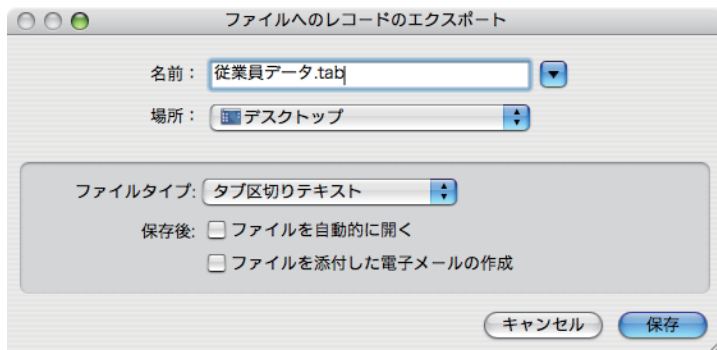 ファイルへのレコードのエクスポート
名前： 従業員データ.tab
場所： デスクトップ
ファイルタイプ: タブ区切りテキスト
保存後: ファイルを自動的に開く
ファイルを添付した電子メールの作成
キャンセル 保存